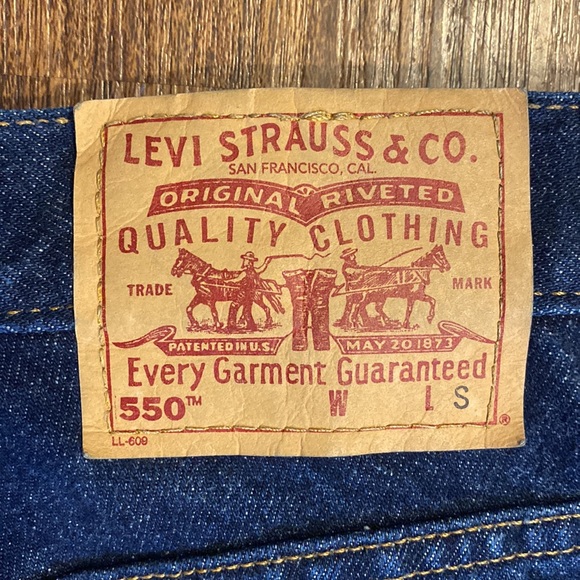 LEVI STRAUSS & CO.
SAN FRANCISCO, CAL.
ORIGINAL RIVETED
QUALITY CLOTHING
TRADE MARK
PATENTED IN U.S. MAY 20 1873
Every Garment Guaranteed
550™ W L S
LL-609 ®